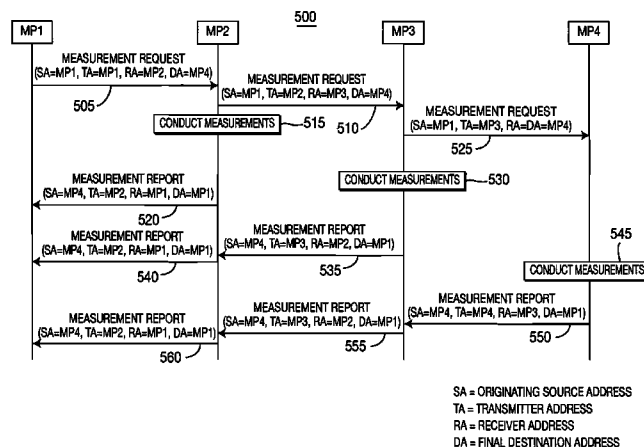 500
MP1 MP2 MP3 MP4
MEASUREMENT REQUEST
(SA=MP1, TA=MP1, RA=MP2, DA=MP4)
505
MEASUREMENT REQUEST
(SA=MP1, TA=MP2, RA=MP3, DA=MP4)
510
CONDUCT MEASUREMENTS
515
MEASUREMENT REQUEST
(SA=MP1, TA=MP3, RA=DA=MP4)
525
CONDUCT MEASUREMENTS
530
MEASUREMENT REPORT
(SA=MP4, TA=MP2, RA=MP1, DA=MP1)
520
MEASUREMENT REPORT
(SA=MP4, TA=MP2, RA=MP1, DA=MP1)
540
MEASUREMENT REPORT
(SA=MP4, TA=MP3, RA=MP2, DA=MP1)
535
545
CONDUCT MEASUREMENTS
MEASUREMENT REPORT
(SA=MP4, TA=MP2, RA=MP1, DA=MP1)
560
MEASUREMENT REPORT
(SA=MP4, TA=MP3, RA=MP2, DA=MP1)
555
MEASUREMENT REPORT
(SA=MP4, TA=MP4, RA=MP3, DA=MP1)
550
SA = ORIGINATING SOURCE ADDRESS
TA = TRANSMITTER ADDRESS
RA = RECEIVER ADDRESS
DA = FINAL DESTINATION ADDRESS